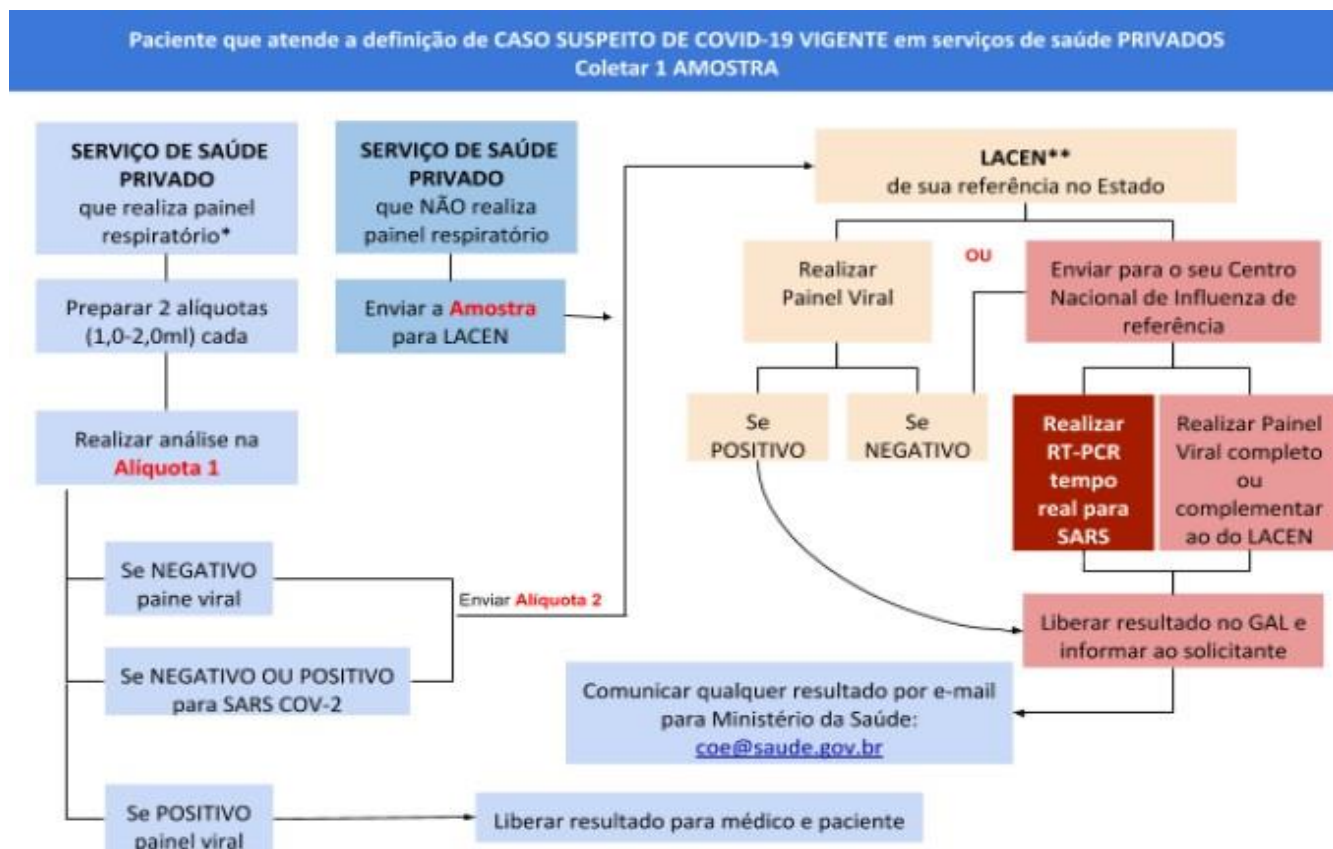 Paciente que atende a definição de CASO SUSPEITO DE COVID-19 VIGENTE em serviços de saúde PRIVADOS
Coletar 1 AMOSTRA
SERVIÇO DE SAÚDE
PRIVADO
que realiza painel
respiratório*
Preparar 2 alíquotas
(1,0-2,0ml) cada
Realizar análise na
Alíquota 1
Se NEGATIVO
paine viral
Se NEGATIVO OU POSITIVO
para SARS COV-2
Se POSITIVO
painel viral
Enviar Alíquota 2
Liberar resultado para médico e paciente
SERVIÇO DE SAÚDE
PRIVADO
que NÃO realiza
painel respiratório
Enviar a Amostra
para LACEN
LACEN**
de sua referência no Estado
Realizar
Painel Viral
OU
Enviar para o seu Centro
Nacional de Influenza de
referência
Se
POSITIVO
Se
NEGATIVO
Realizar
RT-PCR
tempo
real para
SARS
Realizar Painel
Viral completo
ou
complementar
ao do LACEN
Liberar resultado no GAL e
informar ao solicitante
Comunicar qualquer resultado por e-mail
para Ministério da Saúde:
coe@saude.gov.br